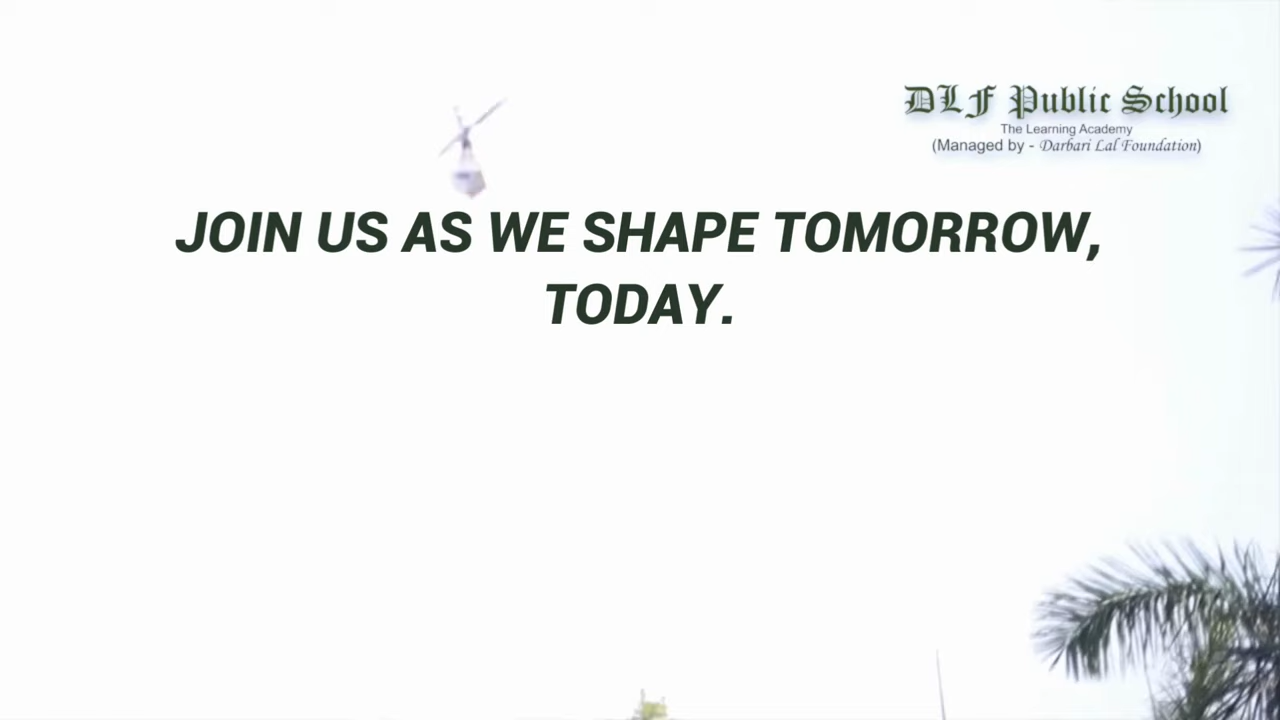 DLF Public School
The Learning Academy
(Managed by - Darbari Lal Foundation)
JOIN US AS WE SHAPE TOMORROW,
TODAY.